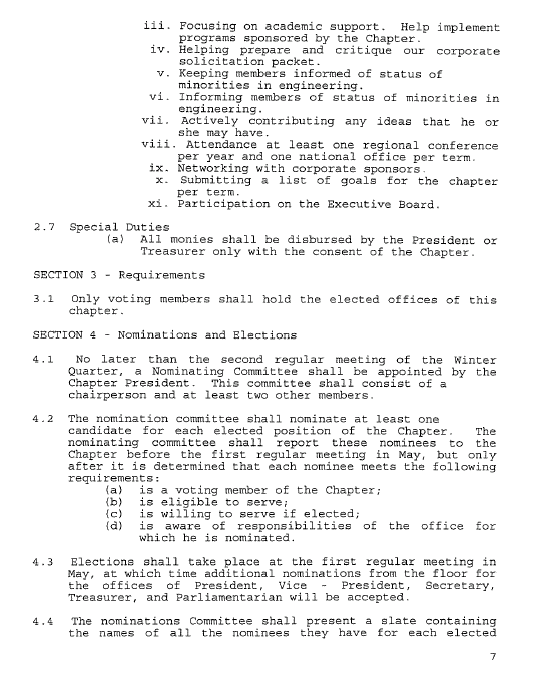 iii. Focusing on academic support. Help implement
programs sponsored by the Chapter.
iv. Helping prepare and critique our corporate
solicitation packet.
v. Keeping members informed of status of
minorities in engineering.
vi. Informing members of status of minorities in
engineering.
vii. Actively contributing any ideas that he or
she may have.
viii. Attendance at least one regional conference
per year and one national office per term.
ix. Networking with corporate sponsors.
x. Submitting a list of goals for the chapter
per term.
xi. Participation on the Executive Board.
2.7 Special Duties
(a) All monies shall be disbursed by the President or
Treasurer only with the consent of the Chapter.
SECTION 3 - Requirements
3.1 Only voting members shall hold the elected offices of this
chapter.
SECTION 4 - Nominations and Elections
4.1 No later than the second regular meeting of the Winter
Quarter, a Nominating Committee shall be appointed by the
Chapter President. This committee shall consist of a
chairperson and at least two other members.
4.2 The nomination committee shall nominate at least one
candidate for each elected position of the Chapter. The
nominating committee shall report these nominees to the
Chapter before the first regular meeting in May, but only
after it is determined that each nominee meets the following
requirements:
(a) is a voting member of the Chapter;
(b) is eligible to serve;
(c) is willing to serve if elected;
(d) is aware of responsibilities of the office for
which he is nominated.
4.3 Elections shall take place at the first regular meeting in
May, at which time additional nominations from the floor for
the offices of President, Vice - President, Secretary,
Treasurer, and Parliamentarian will be accepted.
4.4 The nominations Committee shall present a slate containing
the names of all the nominees they have for each elected
7